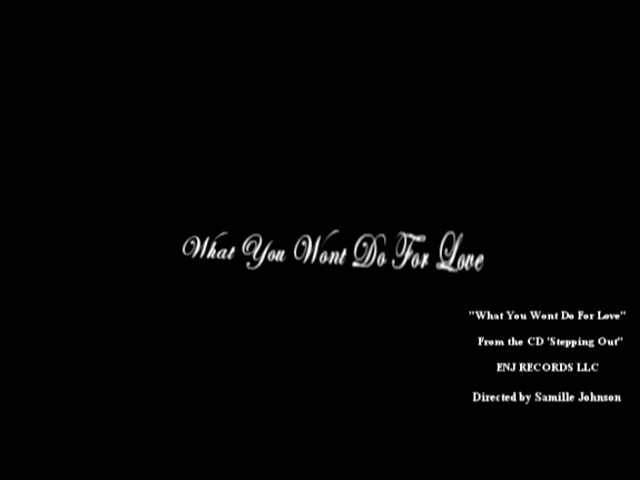 What You Wont Do For Love
"What You Wont Do For Love"
From the CD 'Stepping Out"
ENJ RECORDS LLC
Directed by Samille Johnson